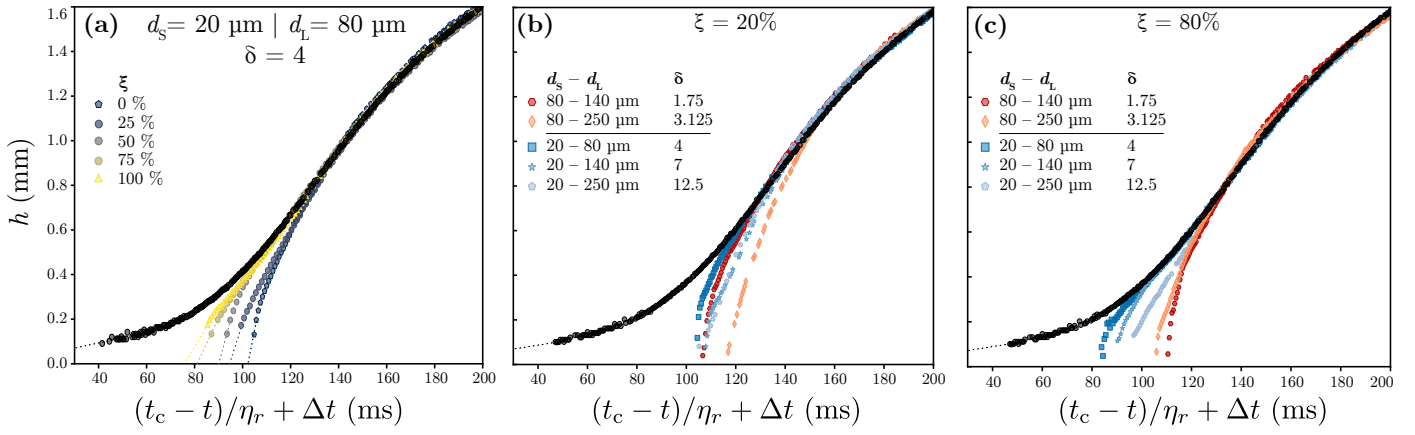 (a) d_S = 20 µm | d_L = 80 µm
δ = 4
ξ
0 %
25 %
50 %
75 %
100 %
h (mm)
1.6
1.4
1.2
1.0
0.8
0.6
0.4
0.2
0.0
40 60 80 100 120 140 160 180 200
(t_c − t)/η_r + Δt (ms)
(b) ξ = 20%
d_S − d_L δ
80 – 140 µm 1.75
80 – 250 µm 3.125
20 – 80 µm 4
20 – 140 µm 7
20 – 250 µm 12.5
40 60 80 100 120 140 160 180 200
(t_c − t)/η_r + Δt (ms)
(c) ξ = 80%
d_S − d_L δ
80 – 140 µm 1.75
80 – 250 µm 3.125
20 – 80 µm 4
20 – 140 µm 7
20 – 250 µm 12.5
40 60 80 100 120 140 160 180 200
(t_c − t)/η_r + Δt (ms)